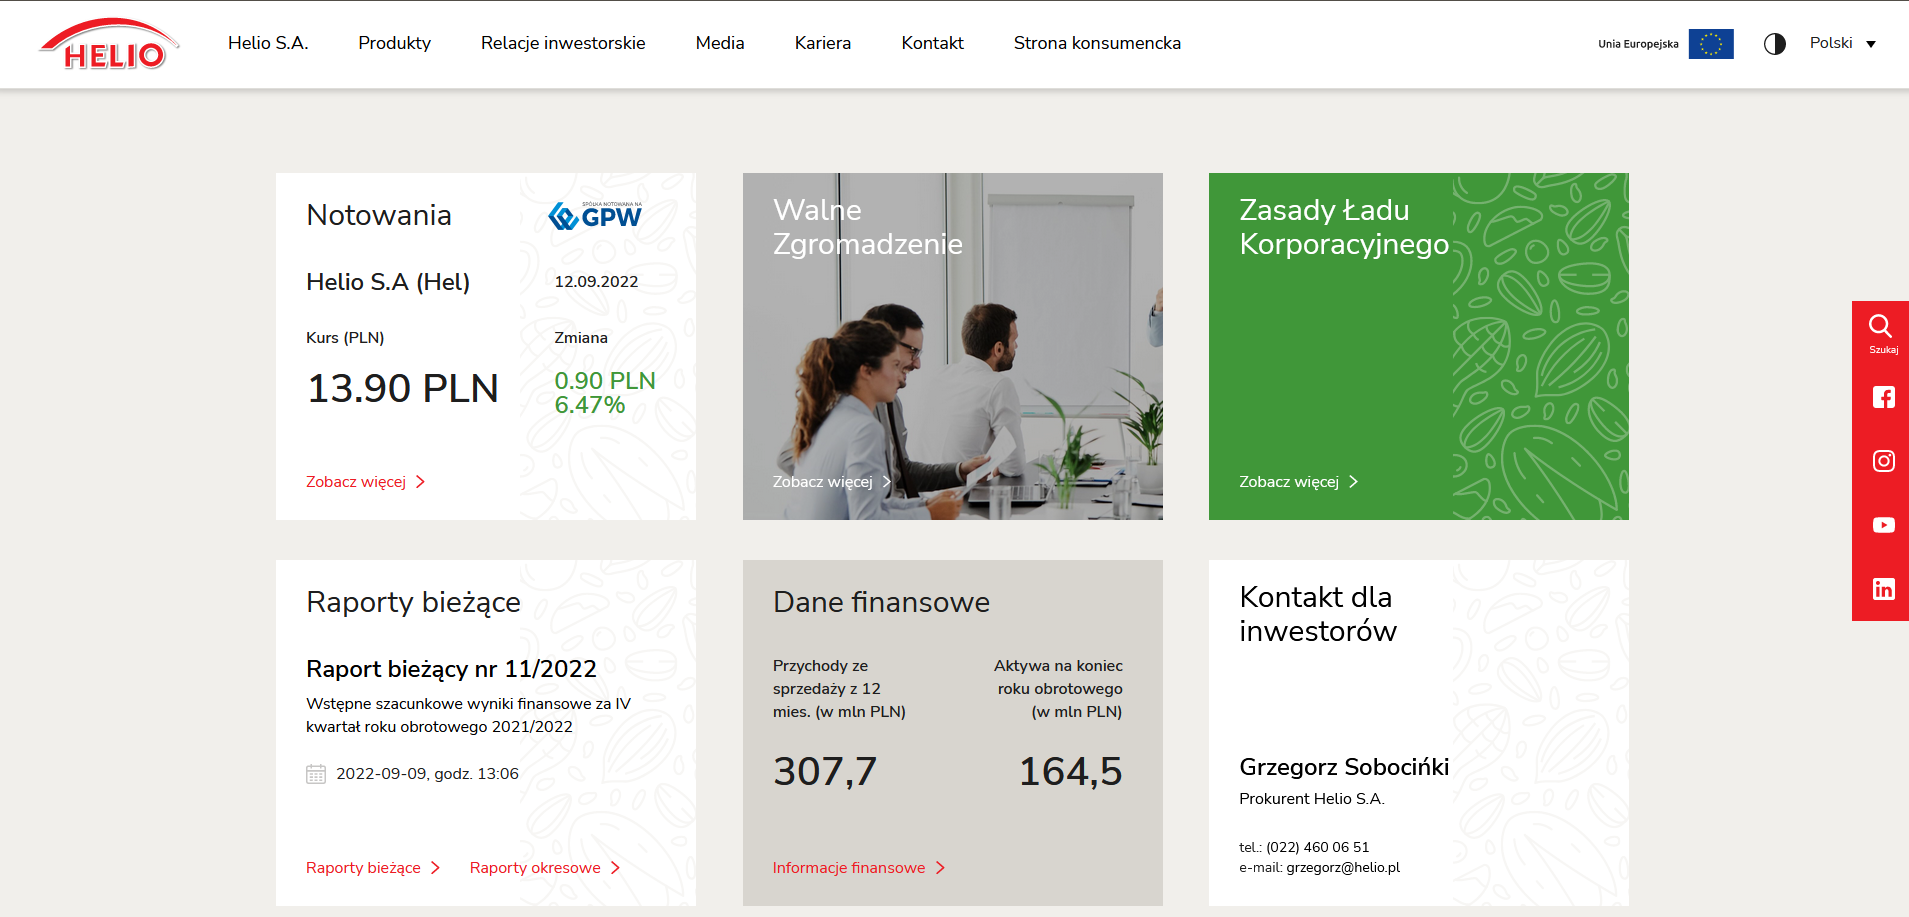 HELIO
Helio S.A.
Produkty
Relacje inwestorskie
Media
Kariera
Kontakt
Strona konsumencka
Unia Europejska
Polski
Notowania
SPÓŁKA NOTOWANA NA
GPW
Helio S.A (Hel)
12.09.2022
Kurs (PLN)
Zmiana
13.90 PLN
0.90 PLN
6.47%
Zobacz więcej
Walne
Zgromadzenie
Zobacz więcej
Zasady Ładu
Korporacyjnego
Zobacz więcej
Szukaj
Raporty bieżące
Raport bieżący nr 11/2022
Wstępne szacunkowe wyniki finansowe za IV
kwartał roku obrotowego 2021/2022
2022-09-09, godz. 13:06
Raporty bieżące
Raporty okresowe
Dane finansowe
Przychody ze
sprzedaży z 12
mies. (w mln PLN)
Aktywa na koniec
roku obrotowego
(w mln PLN)
307,7
164,5
Informacje finansowe
Kontakt dla
inwestorów
Grzegorz Sobociński
Prokurent Helio S.A.
tel.: (022) 460 06 51
e-mail: grzegorz@helio.pl